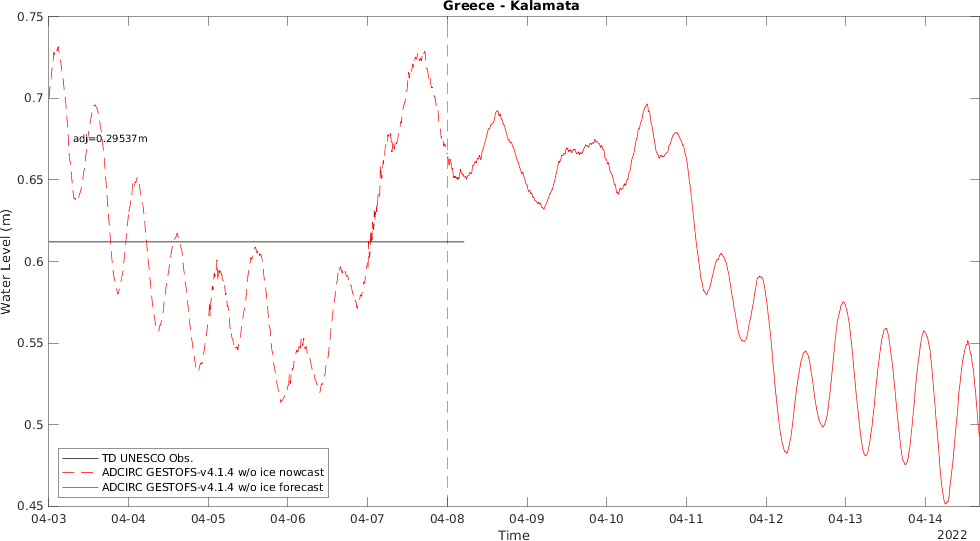 Greece - Kalamata
0.75
0.7
0.65
0.6
0.55
0.5
0.45
Water Level (m)
adj=0.29537m
TD UNESCO Obs.
ADCIRC GESTOFS-v4.1.4 w/o ice nowcast
ADCIRC GESTOFS-v4.1.4 w/o ice forecast
04-03 04-04 04-05 04-06 04-07 04-08 04-09 04-10 04-11 04-12 04-13 04-14
Time
2022